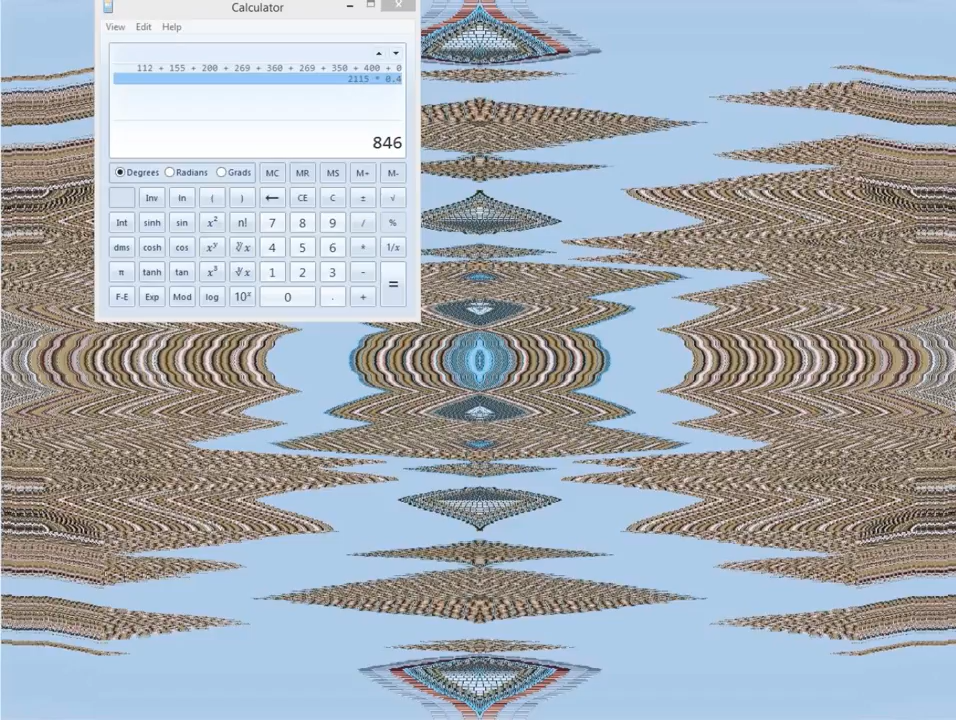 Calculator
View Edit Help
112 + 155 + 200 + 269 + 360 + 269 + 350 + 400 + 0
2115 * 0.4
846
Degrees Radians Grads MC MR MS M+ M-
Inv ln ( ) ← CE C ± √
Int sinh sin x² n! 7 8 9 / %
dms cosh cos xʸ ʸ√x 4 5 6 * 1/x
π tanh tan x³ ³√x 1 2 3 - =
F-E Exp Mod log 10ˣ 0 . +